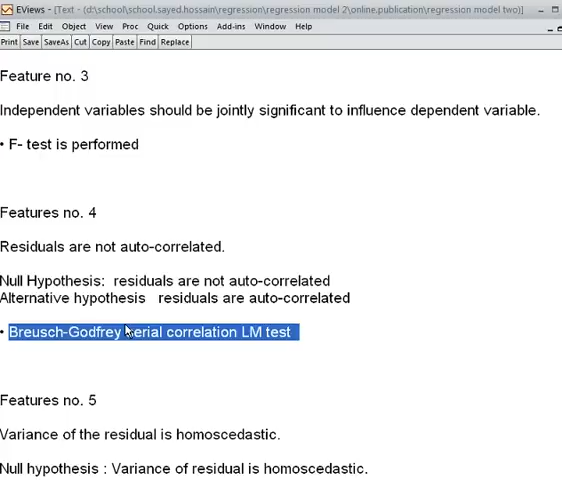 EViews - [Text - (d:\school\school.sayed.hossain\regression\regression model 2\online.publication\regression model two)]
File Edit Object View Proc Quick Options Add-ins Window Help
Print Save SaveAs Cut Copy Paste Find Replace
Feature no. 3
Independent variables should be jointly significant to influence dependent variable.
• F- test is performed
Features no. 4
Residuals are not auto-correlated.
Null Hypothesis: residuals are not auto-correlated
Alternative hypothesis residuals are auto-correlated
• Breusch-Godfrey serial correlation LM test
Features no. 5
Variance of the residual is homoscedastic.
Null hypothesis : Variance of residual is homoscedastic.